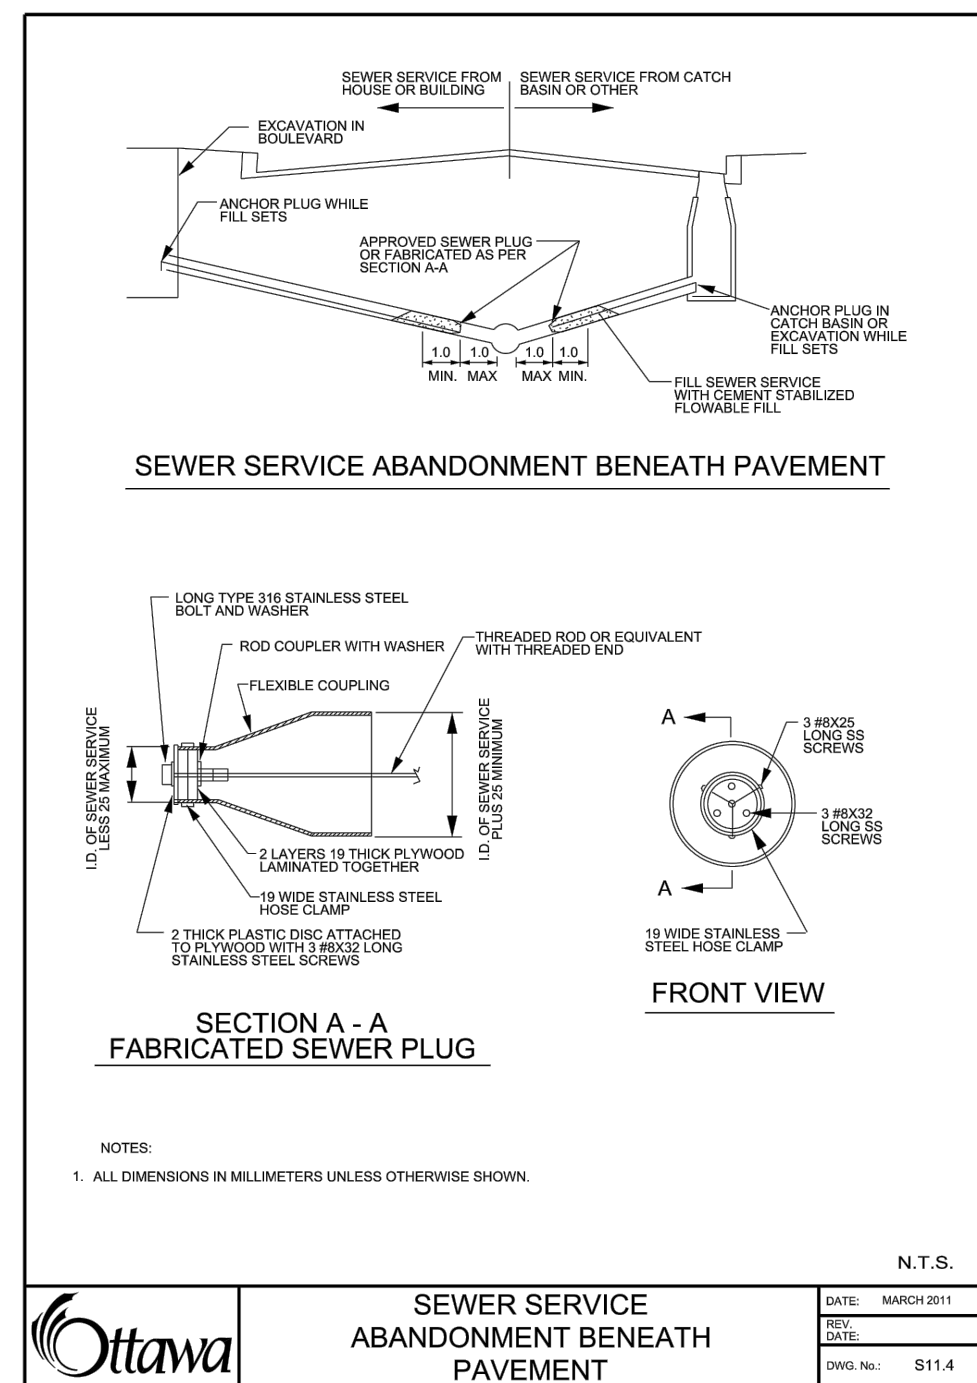 SEWER SERVICE FROM
HOUSE OR BUILDING
SEWER SERVICE FROM CATCH
BASIN OR OTHER
EXCAVATION IN
BOULEVARD
ANCHOR PLUG WHILE
FILL SETS
APPROVED SEWER PLUG
OR FABRICATED AS PER
SECTION A-A
ANCHOR PLUG IN
CATCH BASIN OR
EXCAVATION WHILE
FILL SETS
1.0 1.0 1.0 1.0
MIN. MAX MAX MIN.
FILL SEWER SERVICE
WITH CEMENT STABILIZED
FLOWABLE FILL
SEWER SERVICE ABANDONMENT BENEATH PAVEMENT
LONG TYPE 316 STAINLESS STEEL
BOLT AND WASHER
ROD COUPLER WITH WASHER
THREADED ROD OR EQUIVALENT
WITH THREADED END
FLEXIBLE COUPLING
I.D. OF SEWER SERVICE
LESS 25 MAXIMUM
I.D. OF SEWER SERVICE
PLUS 25 MINIMUM
2 LAYERS 19 THICK PLYWOOD
LAMINATED TOGETHER
19 WIDE STAINLESS STEEL
HOSE CLAMP
2 THICK PLASTIC DISC ATTACHED
TO PLYWOOD WITH 3 #8X32 LONG
STAINLESS STEEL SCREWS
SECTION A - A
FABRICATED SEWER PLUG
A
3 #8X25
LONG SS
SCREWS
3 #8X32
LONG SS
SCREWS
A
19 WIDE STAINLESS
STEEL HOSE CLAMP
FRONT VIEW
NOTES:
1. ALL DIMENSIONS IN MILLIMETERS UNLESS OTHERWISE SHOWN.
N.T.S.
Ottawa
SEWER SERVICE
ABANDONMENT BENEATH
PAVEMENT
DATE: MARCH 2011
REV.
DATE:
DWG. No.: S11.4